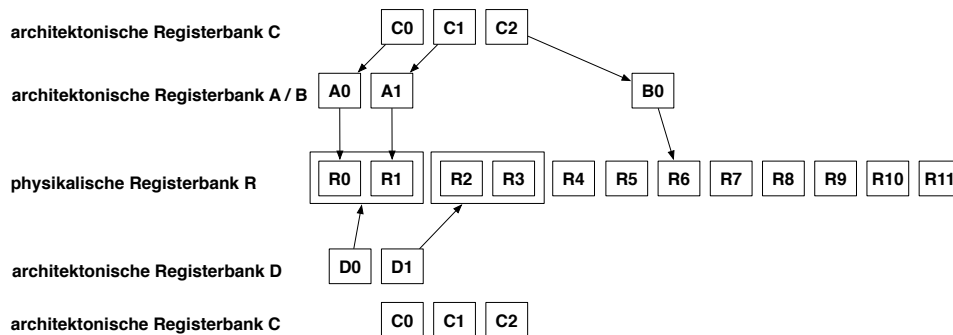 architektonische Registerbank C C0 C1 C2
architektonische Registerbank A / B A0 A1 B0
physikalische Registerbank R R0 R1 R2 R3 R4 R5 R6 R7 R8 R9 R10 R11
architektonische Registerbank D D0 D1
architektonische Registerbank C C0 C1 C2